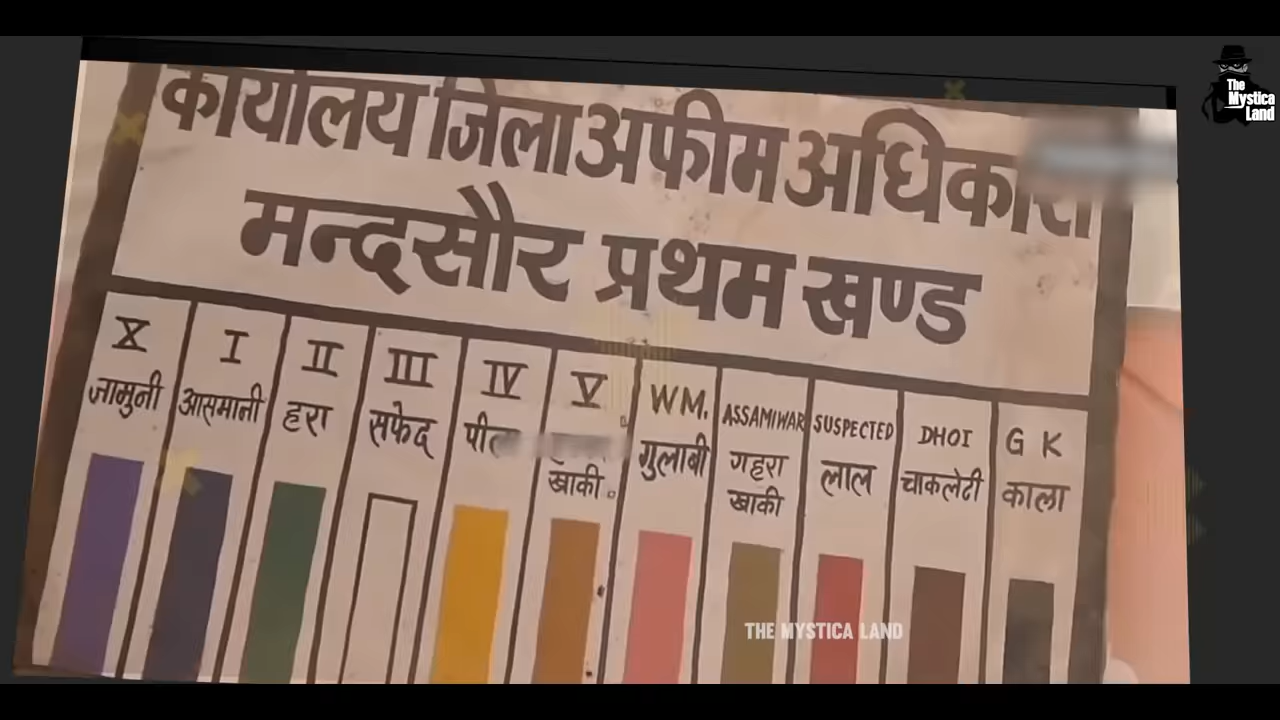 The
Mystica
Land
कार्यालय जिला अफीम अधिकारी
मन्दसौर प्रथम खण्ड
X I II III IV V WM. ASSAMIWAR SUSPECTED DHOI G K
जामुनी आसमानी हरा सफेद खाकी गुलाबी गहरा खाकी लाल चाकलेटी काला
THE MYSTICA LAND